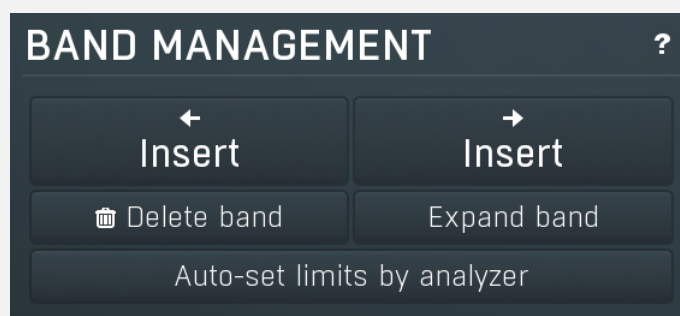 BAND MANAGEMENT ?
← →
Insert Insert
Delete band Expand band
Auto-set limits by analyzer